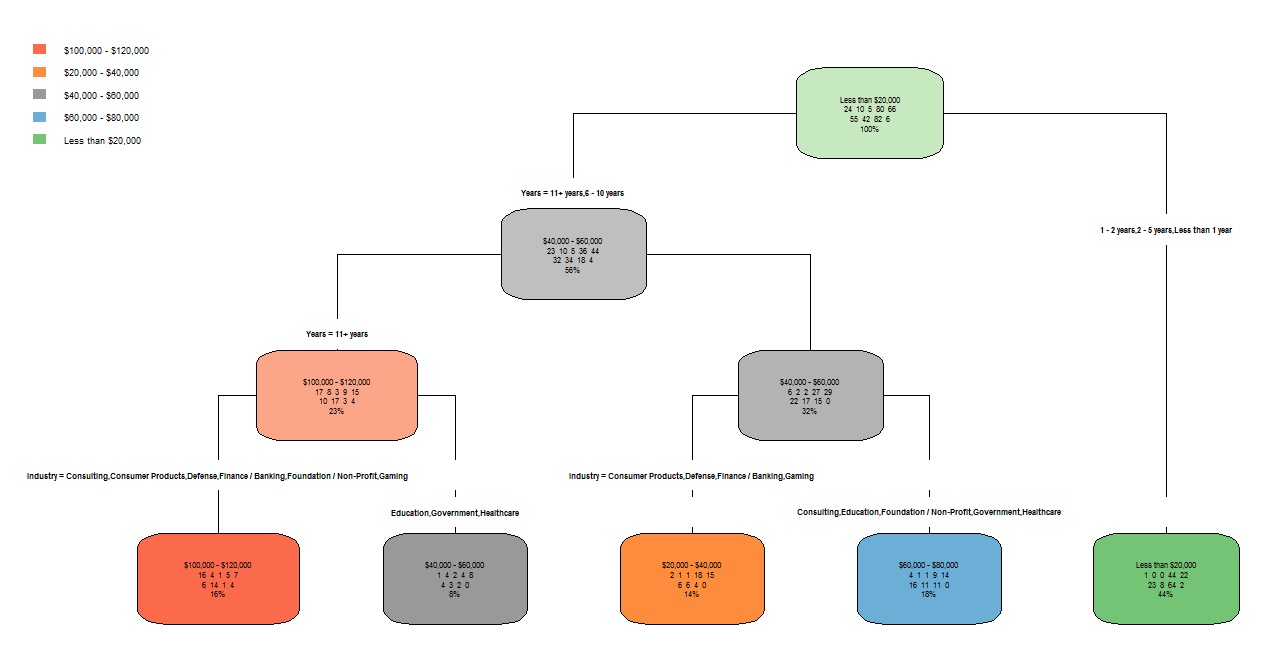 $100,000 - $120,000
$20,000 - $40,000
$40,000 - $60,000
$60,000 - $80,000
Less than $20,000
Less than $20,000
24 10 5 80 66
55 42 82 6
100%
Years = 11+ years,6 - 10 years
1 - 2 years,2 - 5 years,Less than 1 year
$40,000 - $60,000
23 10 5 36 44
32 34 18 4
56%
Years = 11+ years
$100,000 - $120,000
17 8 3 9 15
10 17 3 4
23%
$40,000 - $60,000
6 2 2 27 29
22 17 15 0
32%
Industry = Consulting,Consumer Products,Defense,Finance / Banking,Foundation / Non-Profit,Gaming
Industry = Consumer Products,Defense,Finance / Banking,Gaming
Education,Government,Healthcare
Consulting,Education,Foundation / Non-Profit,Government,Healthcare
$100,000 - $120,000
16 4 1 5 7
6 14 1 4
16%
$40,000 - $60,000
1 4 2 4 8
4 3 2 0
8%
$20,000 - $40,000
2 1 1 18 15
6 6 4 0
14%
$60,000 - $80,000
4 1 1 9 14
16 11 11 0
18%
Less than $20,000
1 0 0 44 22
23 8 64 2
44%